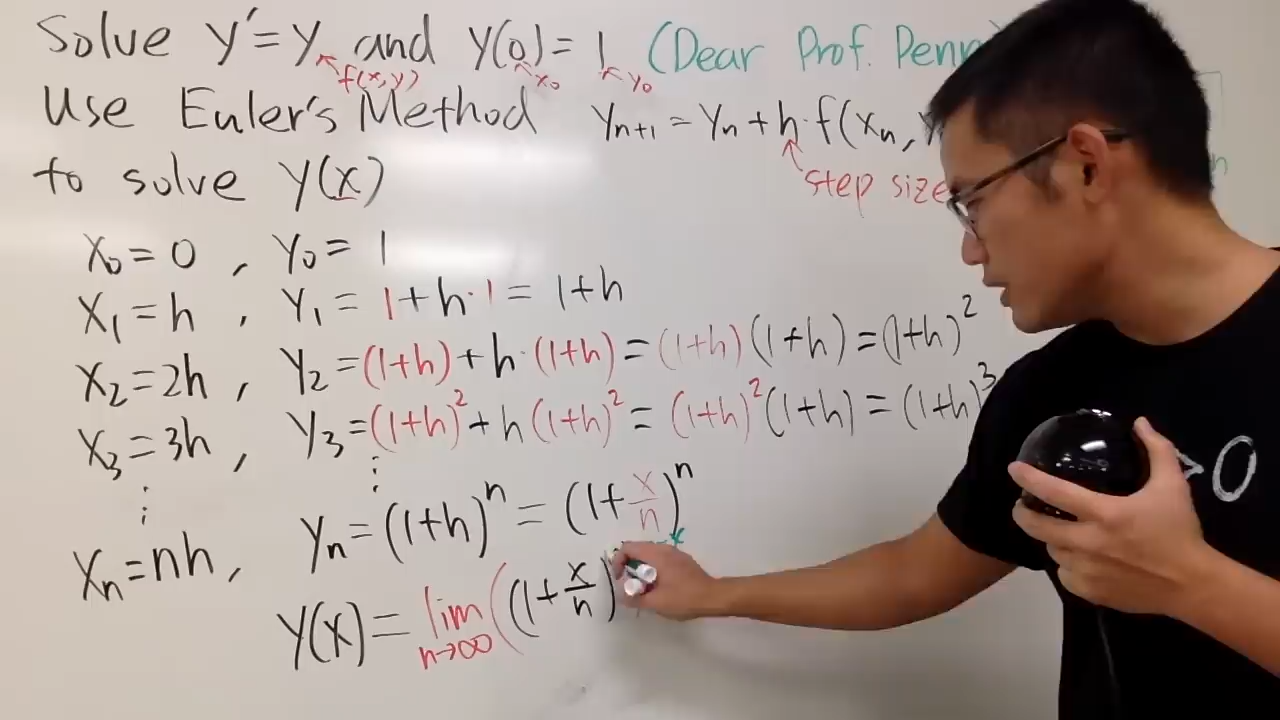 Solve y'=y and y(0)=1 (Dear Prof. Penn
f(x,y) x₀ y₀
Use Euler's Method yₙ₊₁ = yₙ + h·f(xₙ,
to solve y(x) step size
x₀=0, y₀=1
x₁=h, y₁=1+h·1=1+h
x₂=2h, y₂=(1+h)+h·(1+h)=(1+h)(1+h)=(1+h)²
x₃=3h, y₃=(1+h)²+h(1+h)²=(1+h)²(1+h)=(1+h)³
⋮ ⋮
xₙ=nh, yₙ=(1+h)ⁿ=(1+x/n)ⁿ
y(x)=lim n→∞ ((1+x/n)
>0